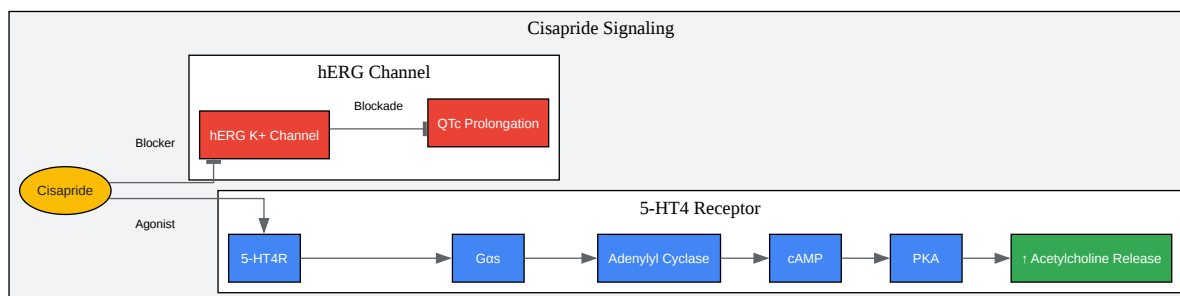 Cisapride Signaling
hERG Channel
Blockade
hERG K+ Channel
QTc Prolongation
Blocker
Cisapride
Agonist
5-HT4 Receptor
5-HT4R
Gαs
Adenylyl Cyclase
cAMP
PKA
↑ Acetylcholine Release